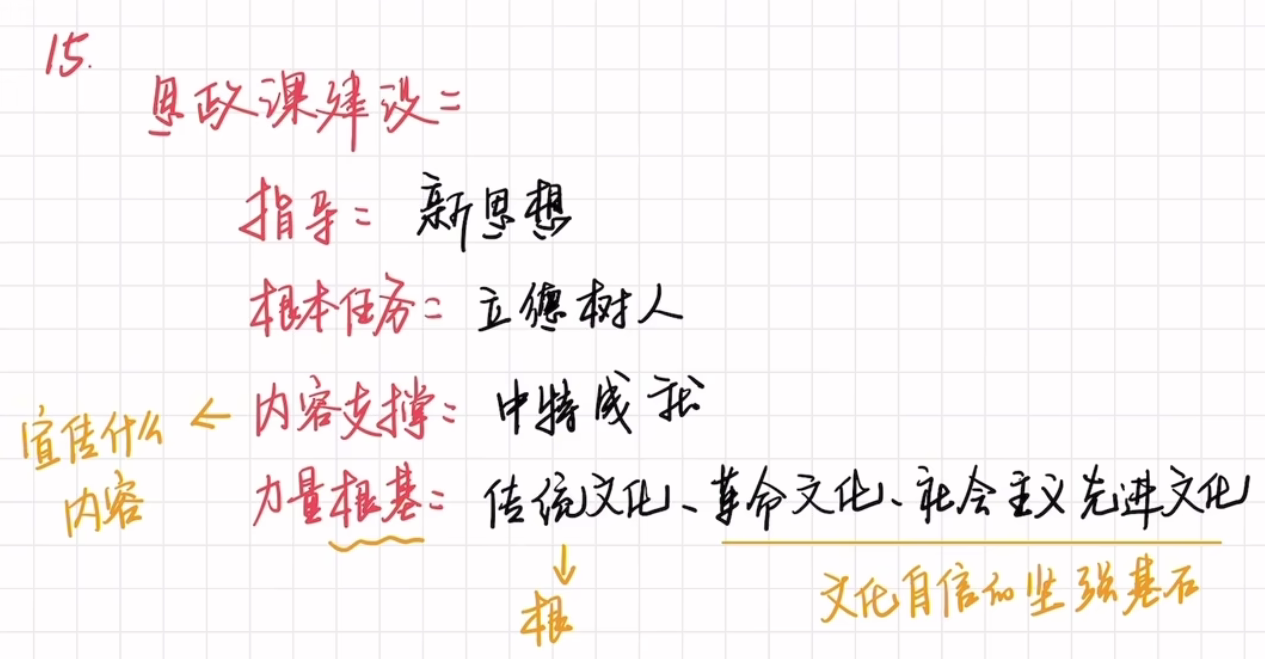 15.
思政课建设：
指导：新思想
根本任务：立德树人
宣传什么内容 ← 内容支撑：中特成就
力量根基：传统文化、革命文化、社会主义先进文化
↓
根
文化自信的坚强基石